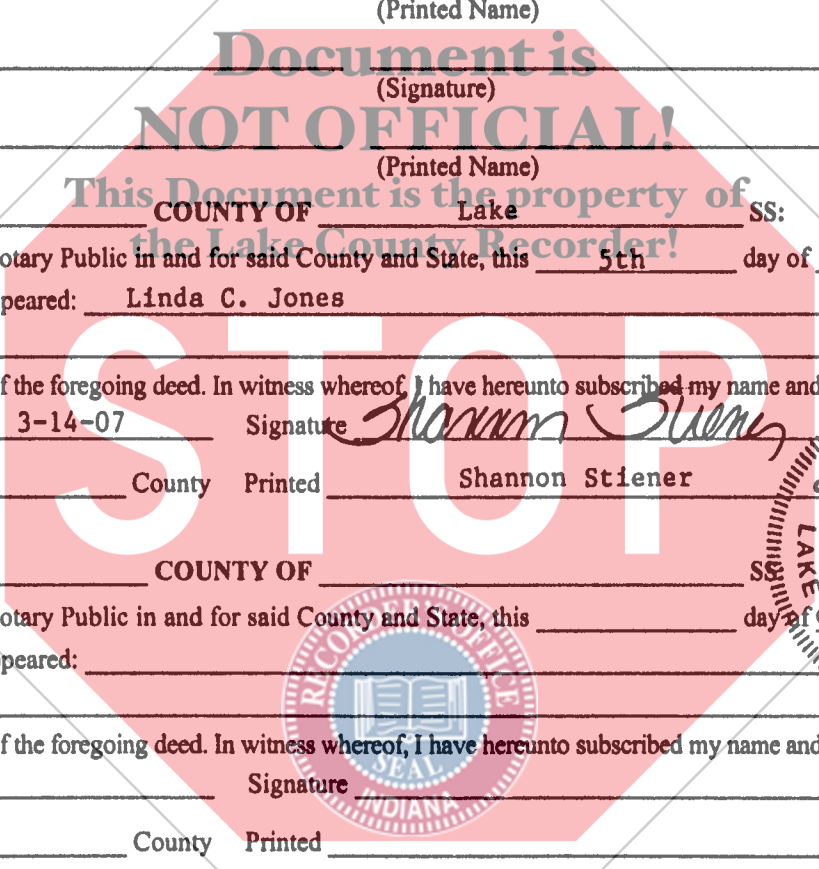 (Printed Name)
Document is
(Signature)
NOT OFFICIAL!
(Printed Name)
This Document is the property of
COUNTY OF Lake SS:
the Lake County Recorder!
otary Public in and for said County and State, this 5th day of
peared: Linda C. Jones
STOP
f the foregoing deed. In witness whereof, I have hereunto subscribed my name and
3-14-07 Signature Shannon Stiener
County Printed Shannon Stiener
LAKE
COUNTY OF SS:
otary Public in and for said County and State, this day of
peared:
RECORDER OFFICE
f the foregoing deed. In witness whereof, I have hereunto subscribed my name and
SEAL
Signature
INDIANA
County Printed